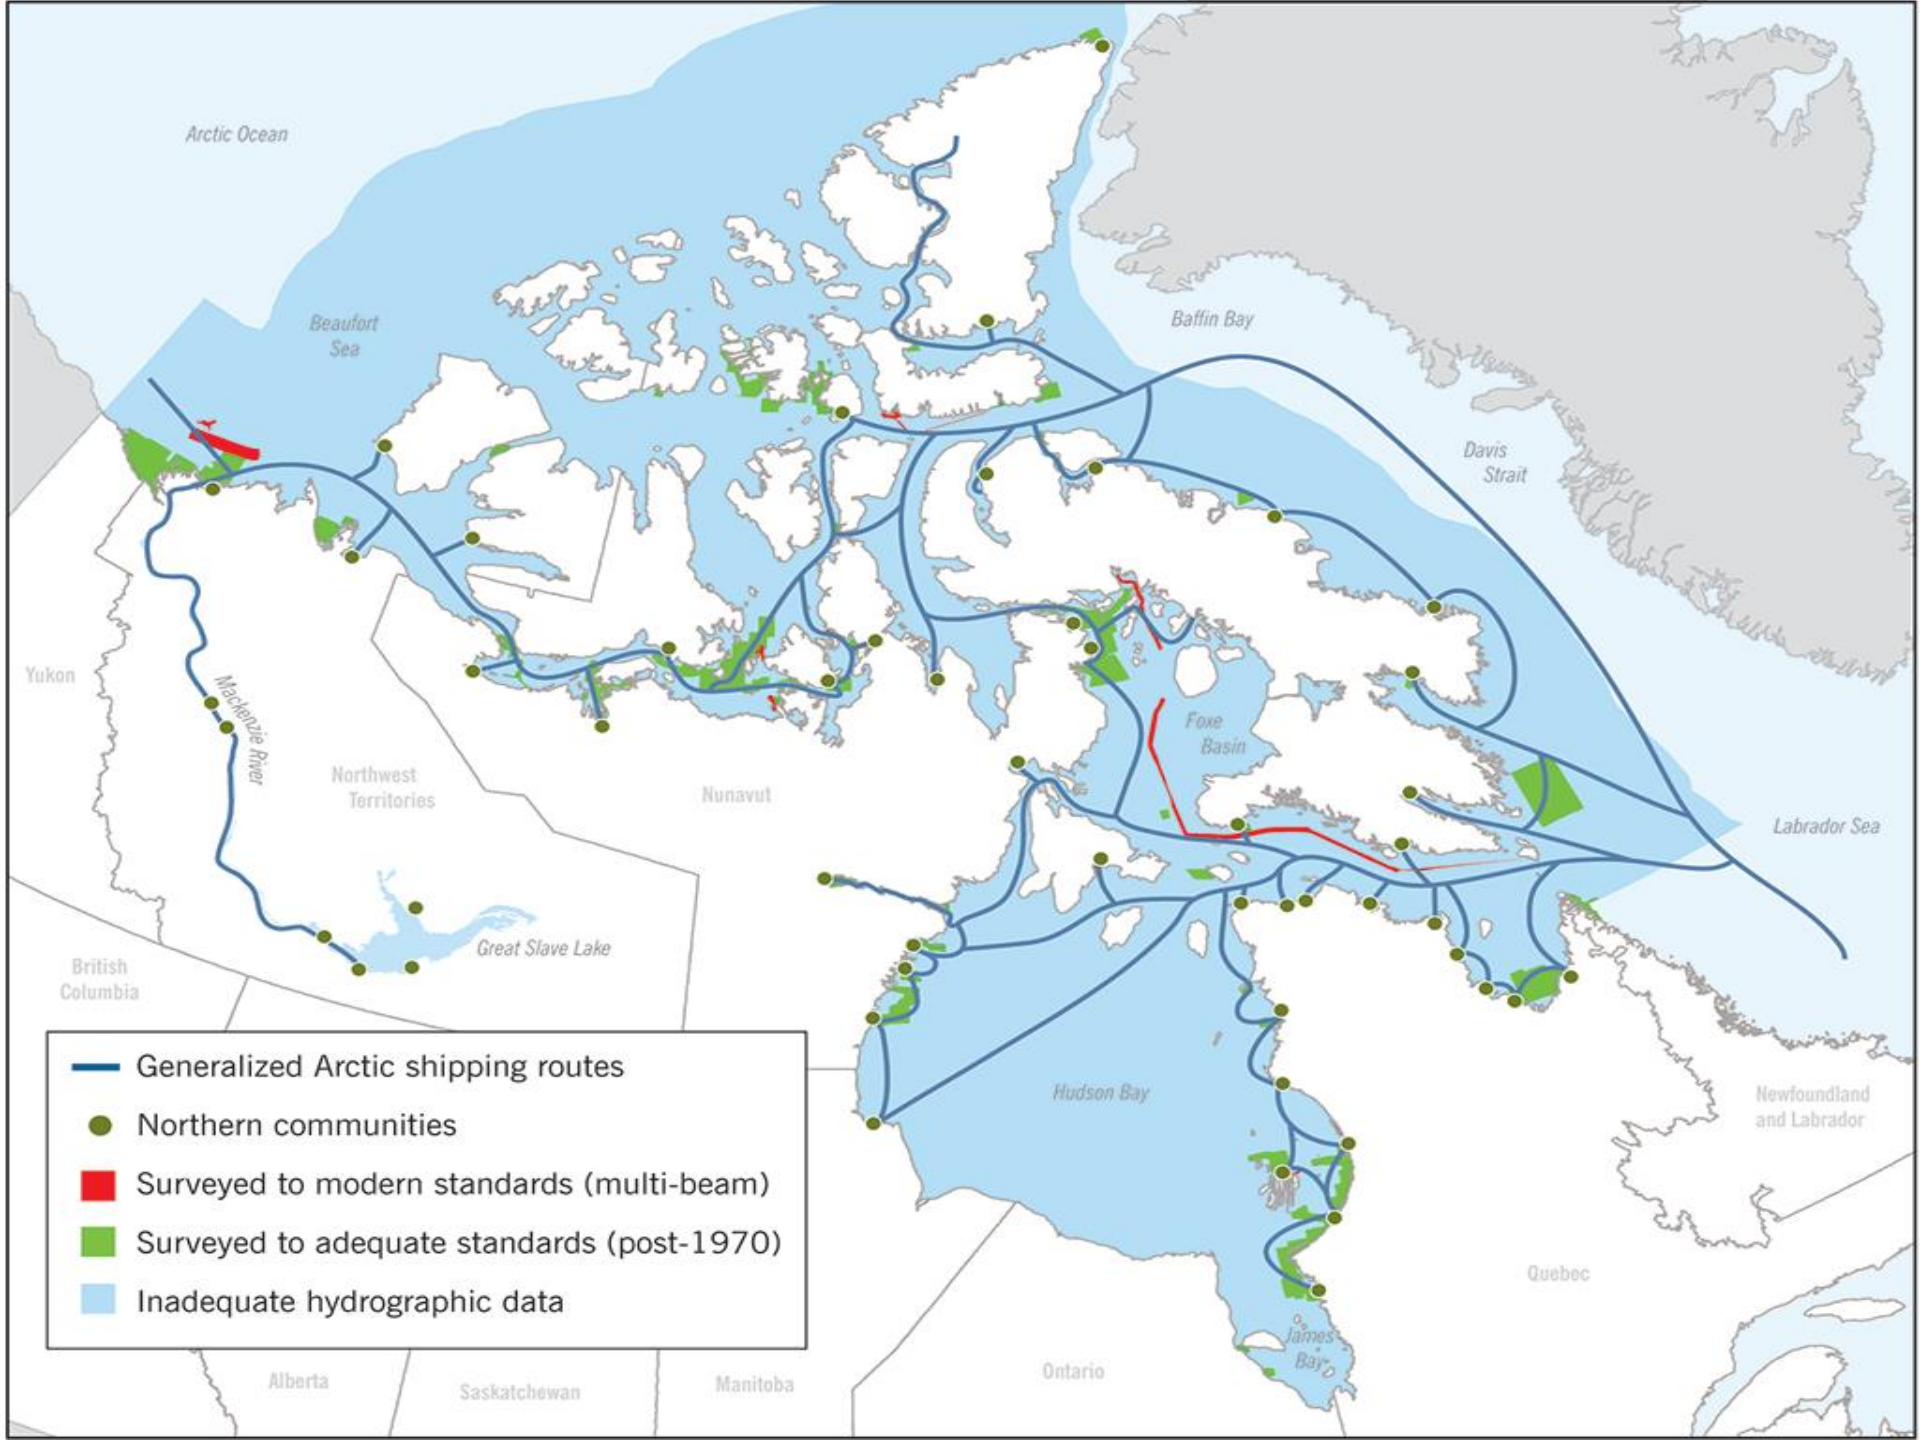 Arctic Ocean
Beaufort
Sea
Baffin Bay
Davis
Strait
Yukon
Mackenzie River
Northwest
Territories
Nunavut
Foxe
Basin
Labrador Sea
Great Slave Lake
British
Columbia
Hudson Bay
Newfoundland
and Labrador
Quebec
James
Bay
Ontario
Alberta
Saskatchewan
Manitoba
Generalized Arctic shipping routes
Northern communities
Surveyed to modern standards (multi-beam)
Surveyed to adequate standards (post-1970)
Inadequate hydrographic data